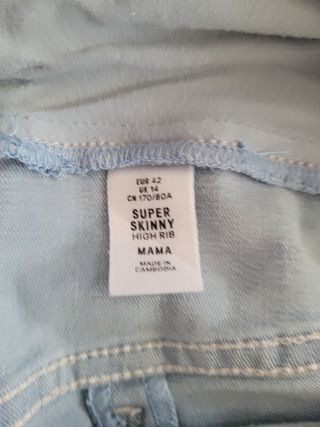 EUR 42
UK 14
CN 170/80A
SUPER
SKINNY
HIGH RIB
MAMA
MADE IN
CAMBODIA